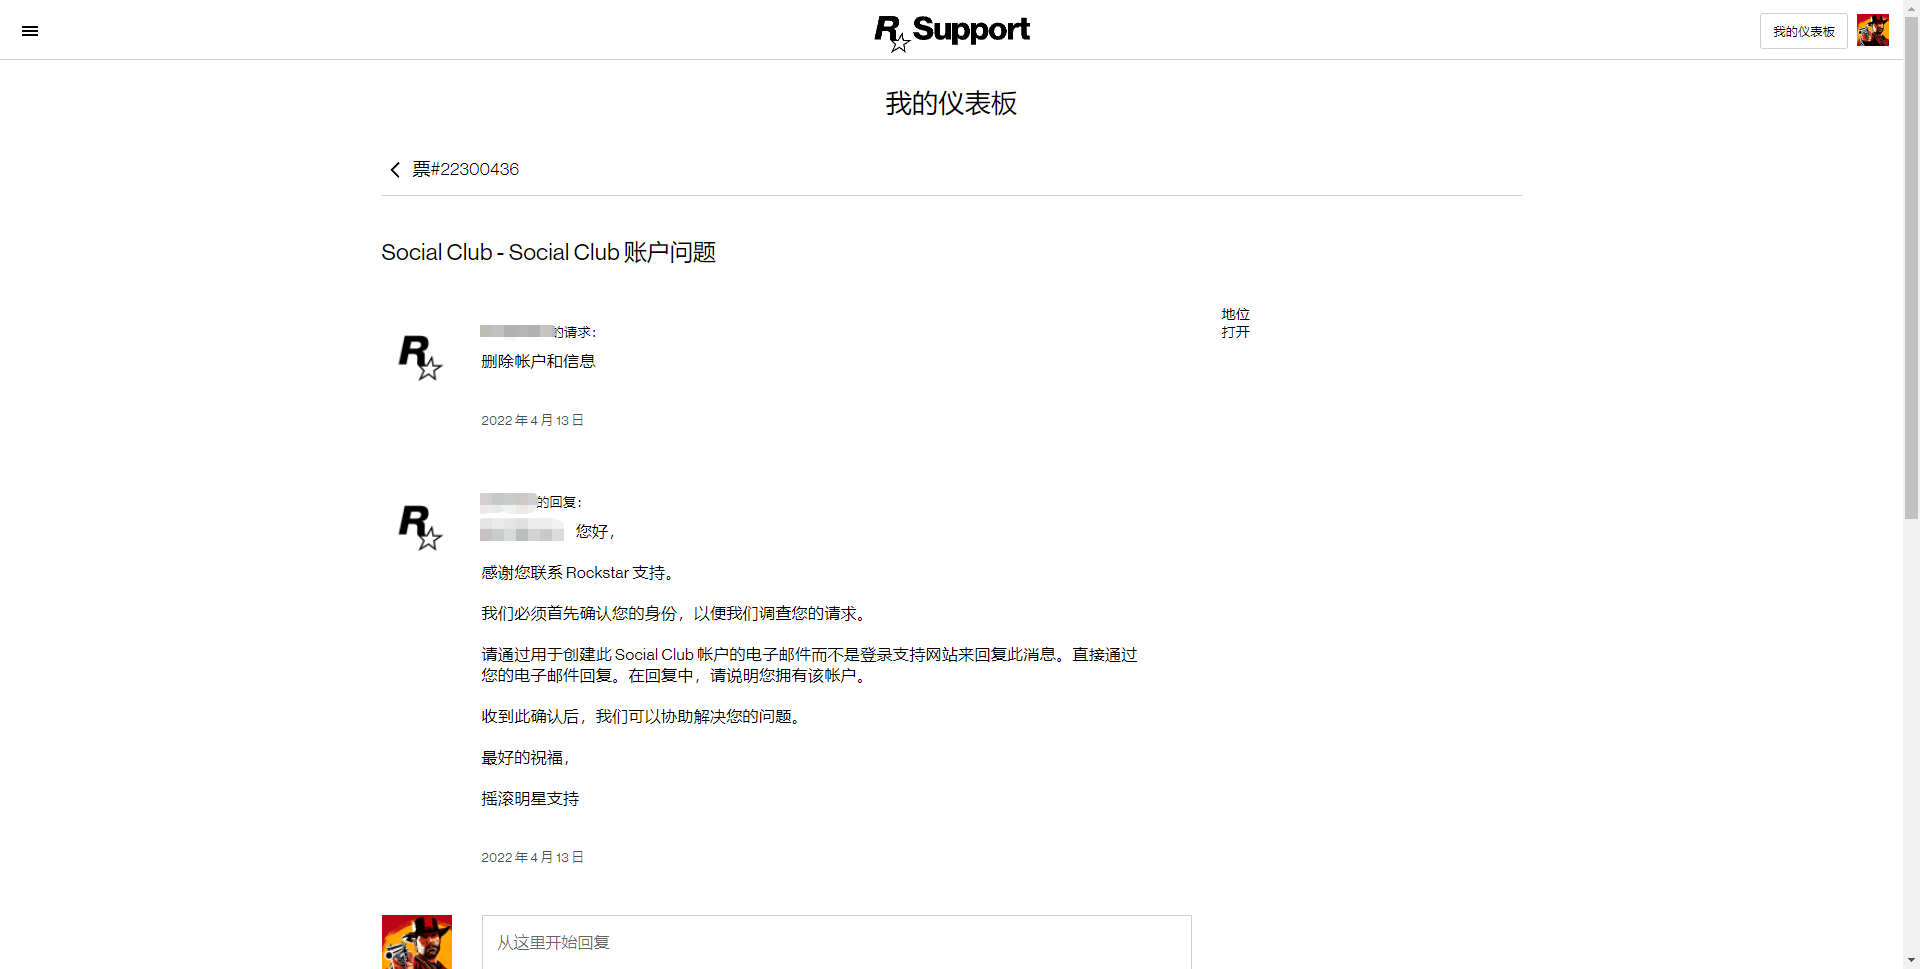 R Support
我的仪表板
我的仪表板
票#22300436
Social Club - Social Club 账户问题
地位
打开
的请求：
删除帐户和信息
2022 年 4 月 13 日
的回复：
您好，
感谢您联系 Rockstar 支持。
我们必须首先确认您的身份，以便我们调查您的请求。
请通过用于创建此 Social Club 帐户的电子邮件而不是登录支持网站来回复此消息。直接通过
您的电子邮件回复。在回复中，请说明您拥有该帐户。
收到此确认后，我们可以协助解决您的问题。
最好的祝福，
摇滚明星支持
2022 年 4 月 13 日
从这里开始回复